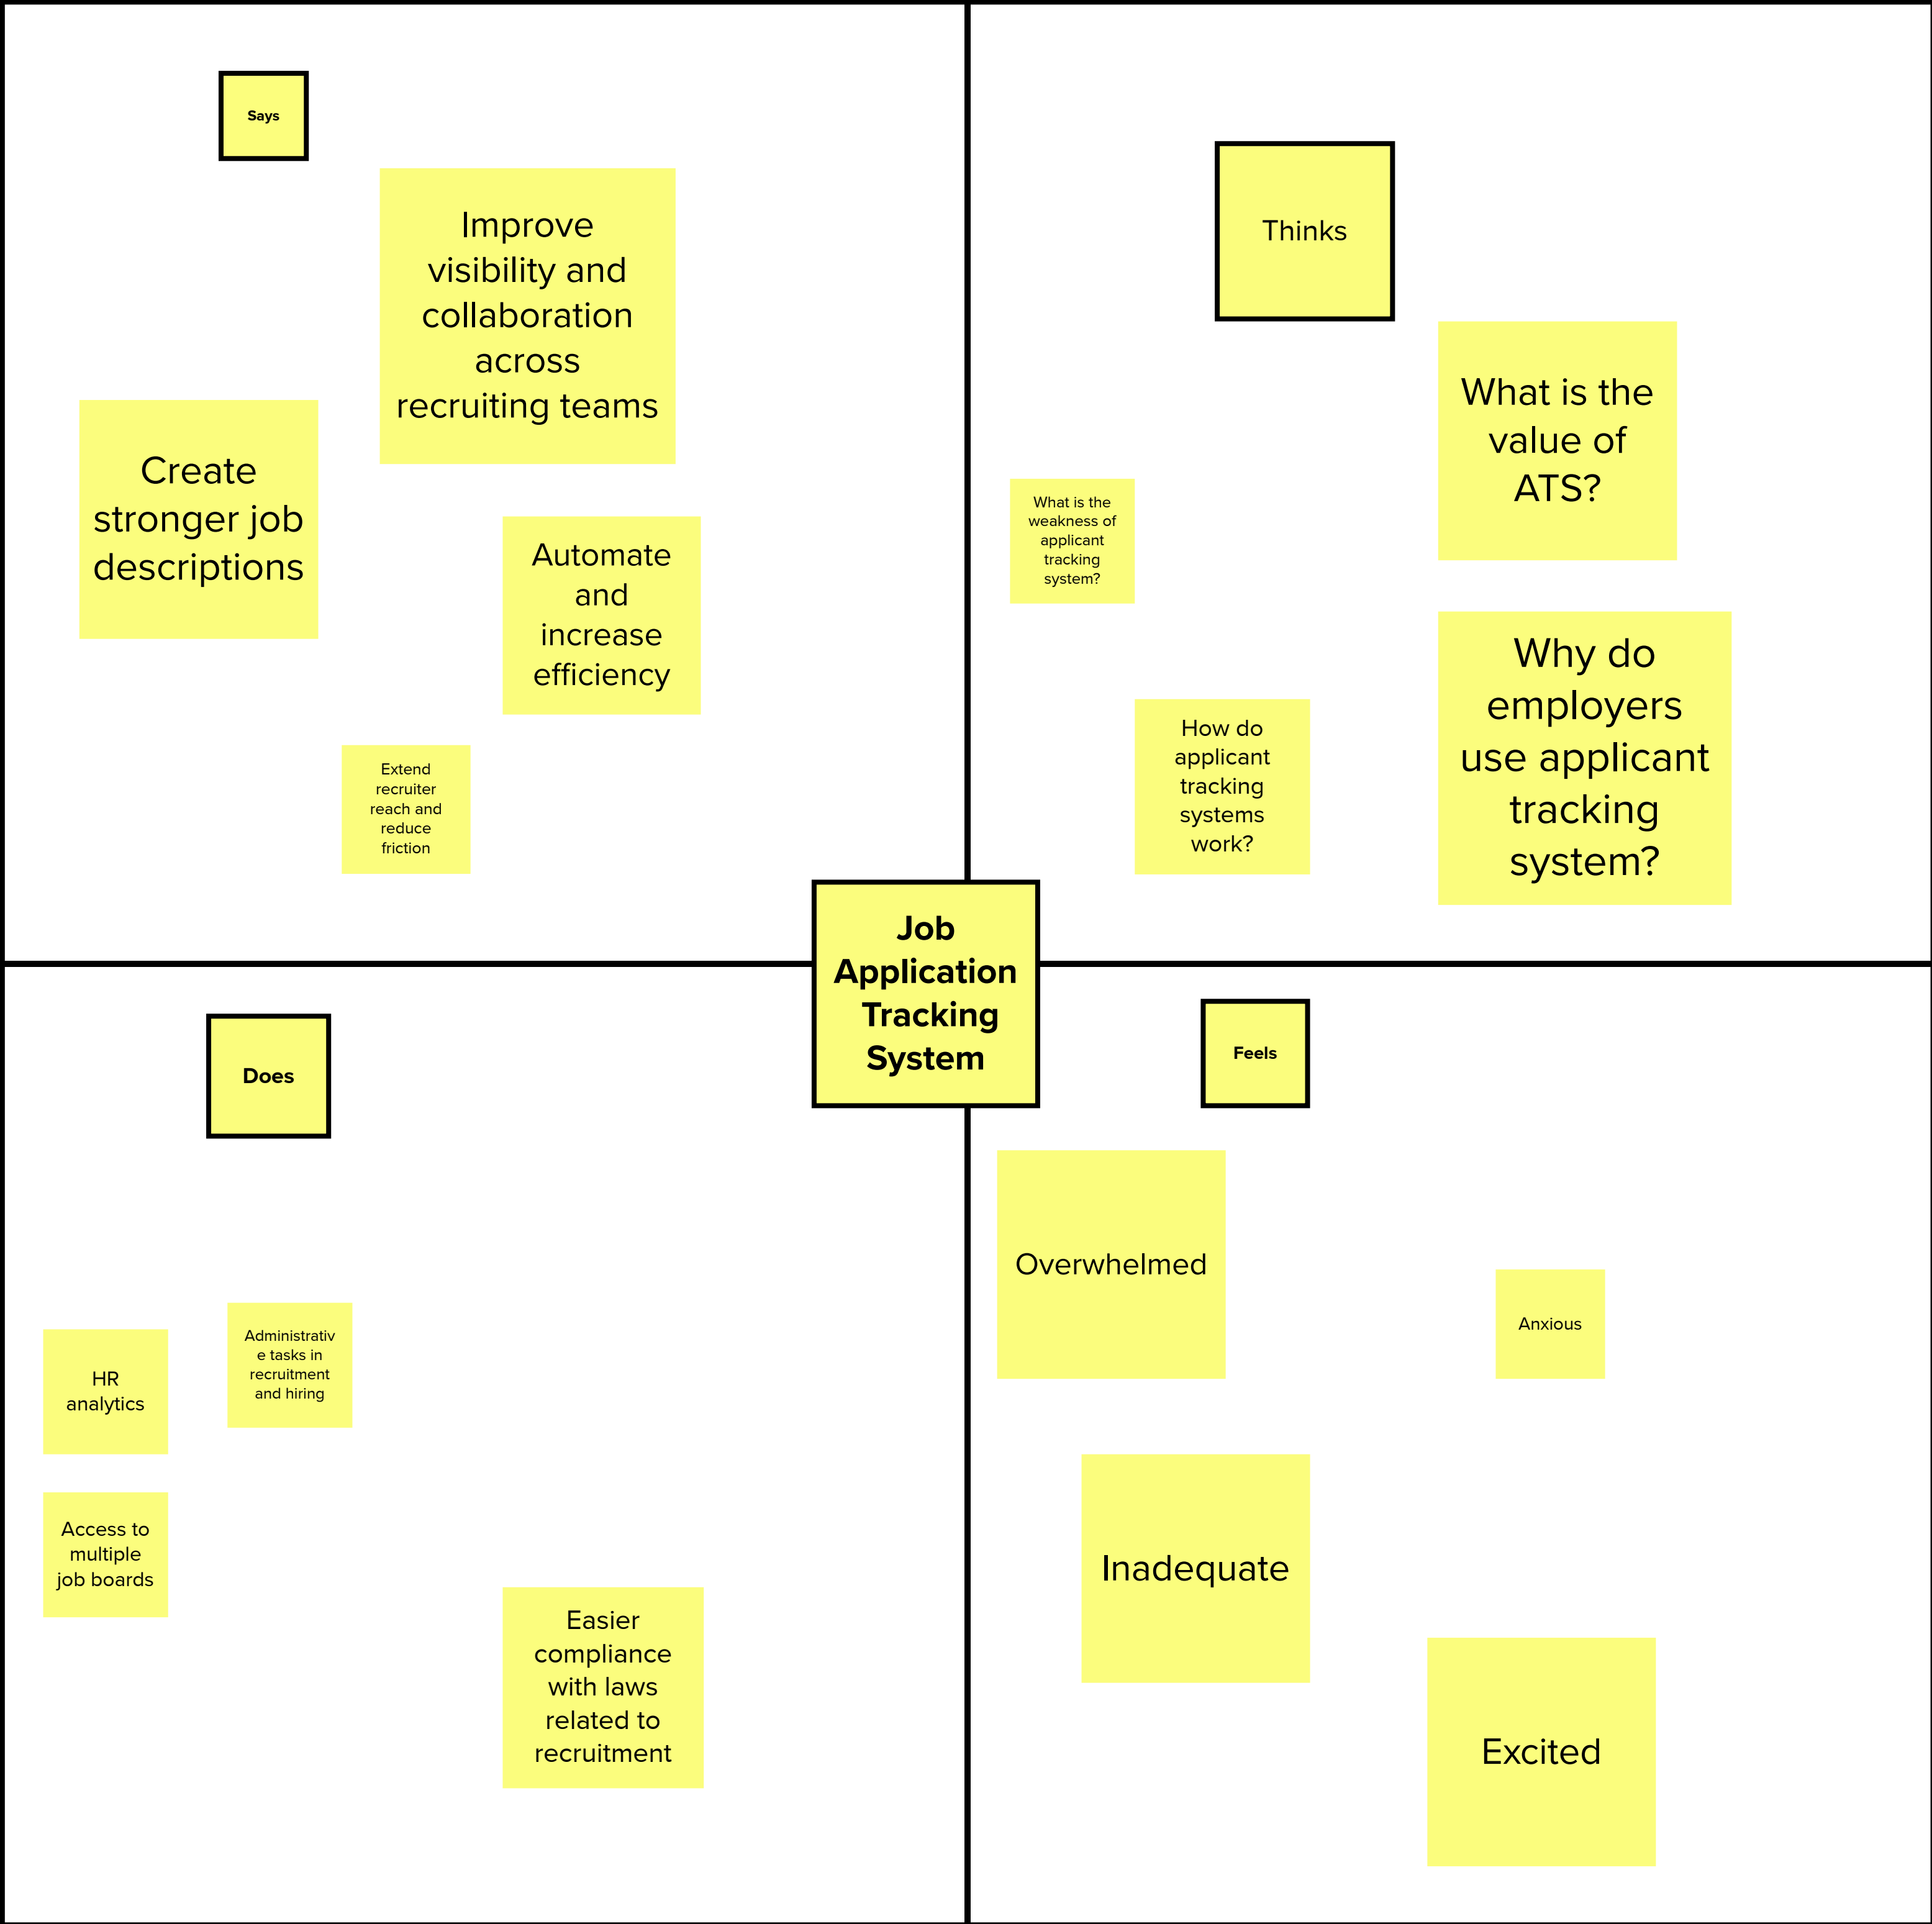 Says
Improve
visibility and
collaboration
across
recruiting teams
Create
stronger job
descriptions
Automate
and
increase
efficiency
Extend
recruiter
reach and
reduce
friction
Thinks
What is the
value of
ATS?
What is the
weakness of
applicant
tracking
system?
Why do
employers
use applicant
tracking
system?
How do
applicant
tracking
systems
work?
Job
Application
Tracking
System
Does
Administrativ
e tasks in
recruitment
and hiring
HR
analytics
Access to
multiple
job boards
Easier
compliance
with laws
related to
recruitment
Feels
Overwhelmed
Anxious
Inadequate
Excited